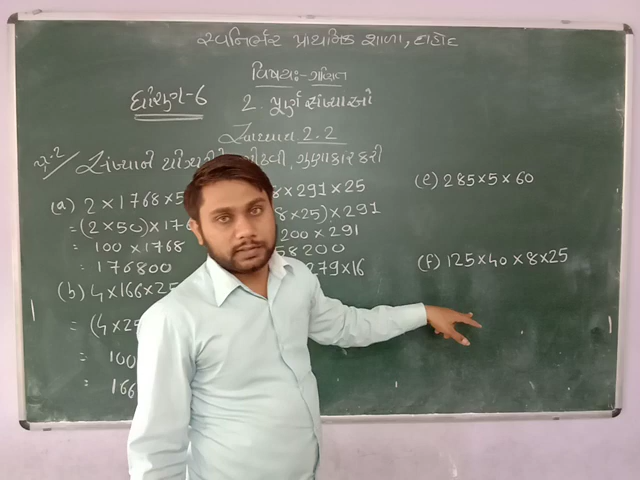 સ્વનિર્ભર પ્રાથમિક શાળા, દાહોદ
વિષય:- ગણિત
ધોરણ-6
2. પૂર્ણ સંખ્યાઓ
સ્વાધ્યાય 2.2
પ્ર.2 સંખ્યાને યોગ્ય ગોઠવી, ગુણાકાર કરો
(a) 2×1768×5
= (2×50)×176
= 100×1768
= 176800
(b) 4×166×25
= (4×25
= 100
= 166
×291×25
8×25)×291
200×291
58200
279×16
(e) 285×5×60
(f) 125×40×8×25